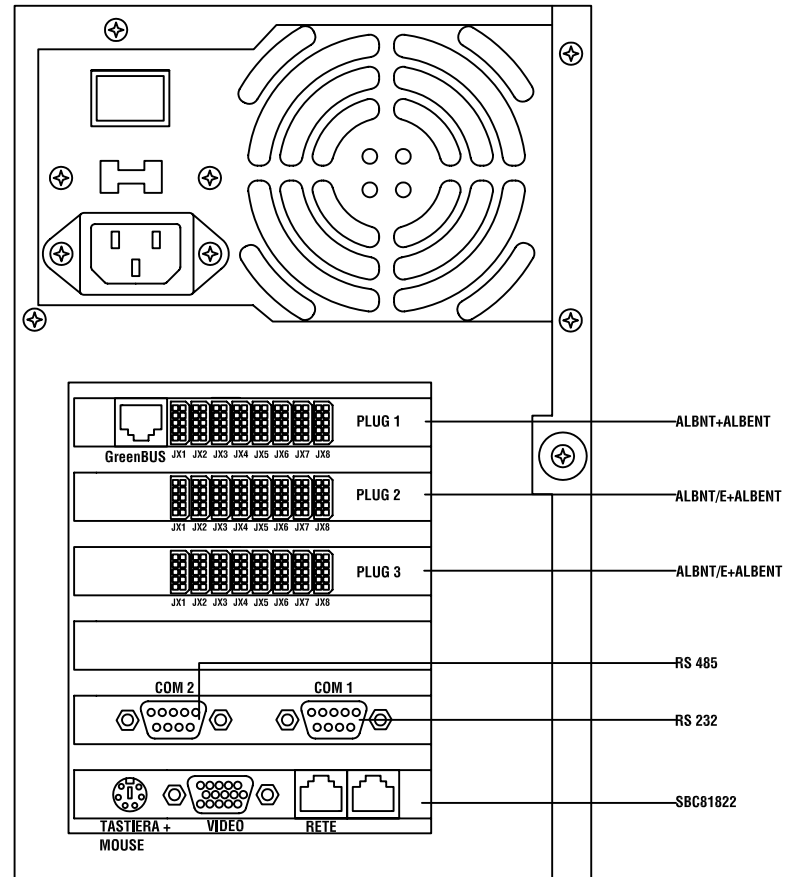 PLUG 1
ALBNT+ALBENT
GreenBUS JX1 JX2 JX3 JX4 JX5 JX6 JX7 JX8
PLUG 2
ALBNT/E+ALBENT
JX1 JX2 JX3 JX4 JX5 JX6 JX7 JX8
PLUG 3
ALBNT/E+ALBENT
JX1 JX2 JX3 JX4 JX5 JX6 JX7 JX8
RS 485
COM 2 COM 1
RS 232
SBC81822
TASTIERA + MOUSE
VIDEO
RETE